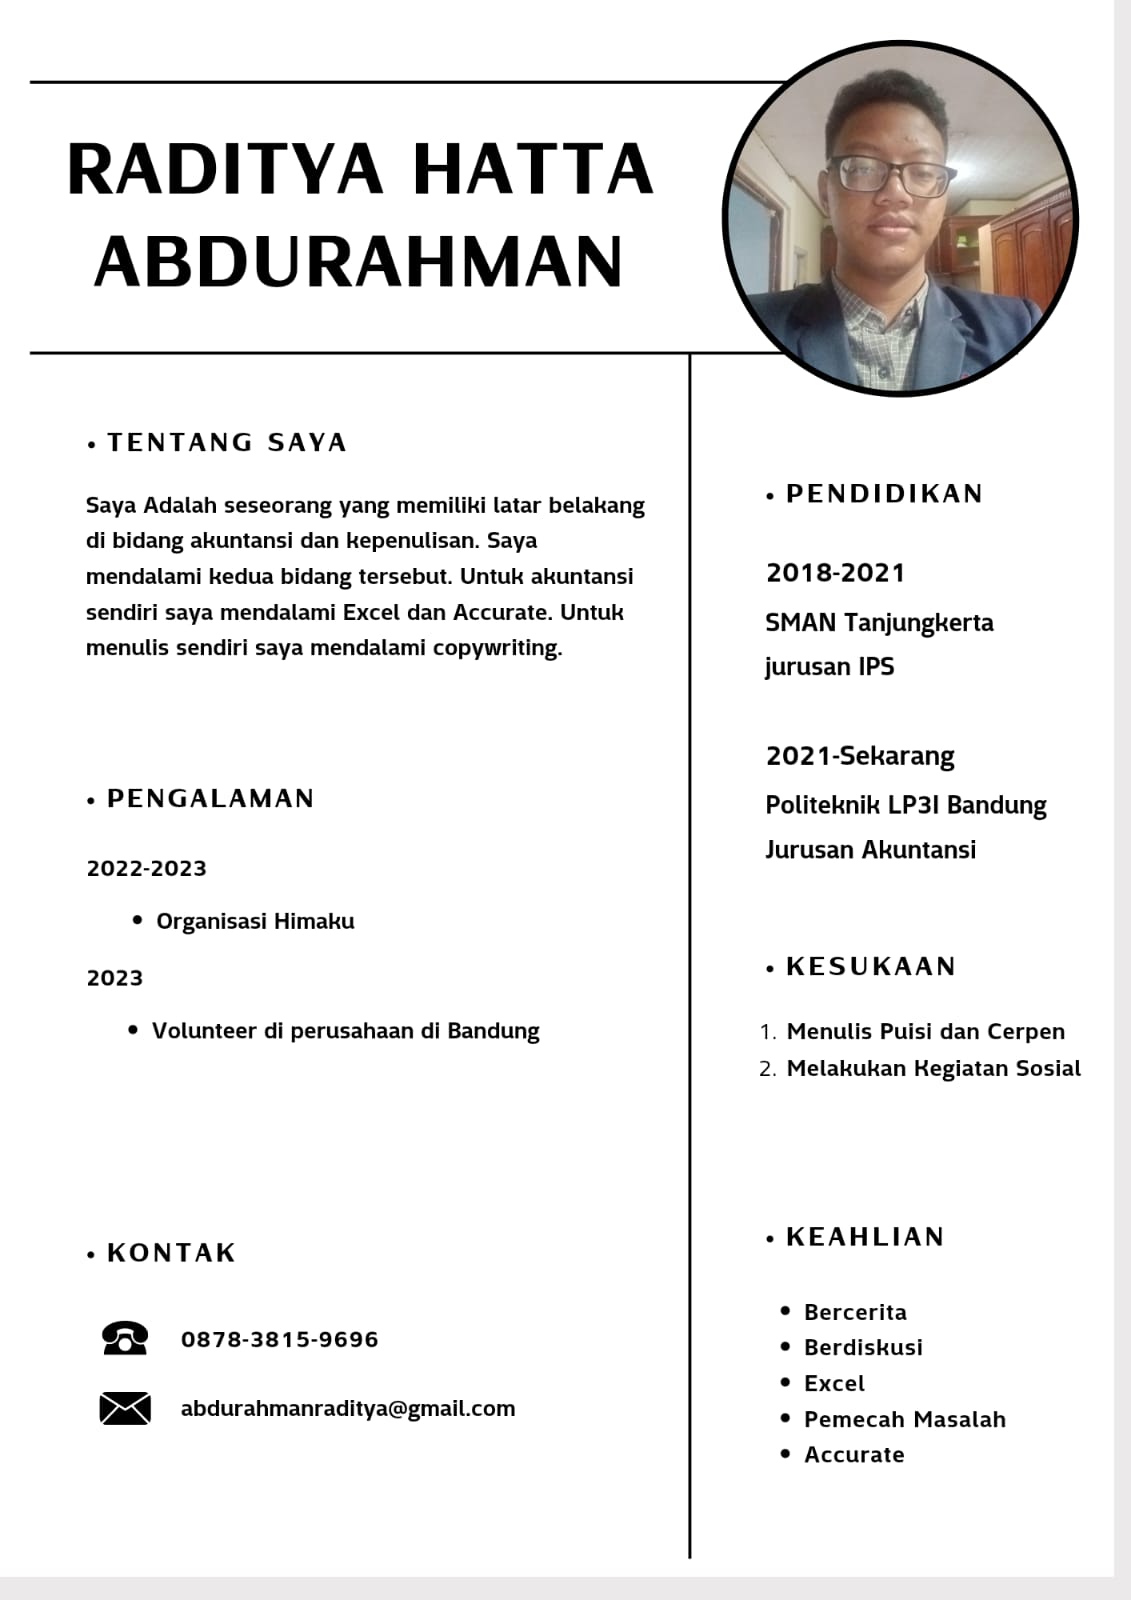 RADITYA HATTA
ABDURAHMAN
• TENTANG SAYA
Saya Adalah seseorang yang memiliki latar belakang
di bidang akuntansi dan kepenulisan. Saya
mendalami kedua bidang tersebut. Untuk akuntansi
sendiri saya mendalami Excel dan Accurate. Untuk
menulis sendiri saya mendalami copywriting.
• PENGALAMAN
2022-2023
• Organisasi Himaku
2023
• Volunteer di perusahaan di Bandung
• KONTAK
0878-3815-9696
abdurahmanraditya@gmail.com
• PENDIDIKAN
2018-2021
SMAN Tanjungkerta
jurusan IPS
2021-Sekarang
Politeknik LP3I Bandung
Jurusan Akuntansi
• KESUKAAN
1. Menulis Puisi dan Cerpen
2. Melakukan Kegiatan Sosial
• KEAHLIAN
• Bercerita
• Berdiskusi
• Excel
• Pemecah Masalah
• Accurate